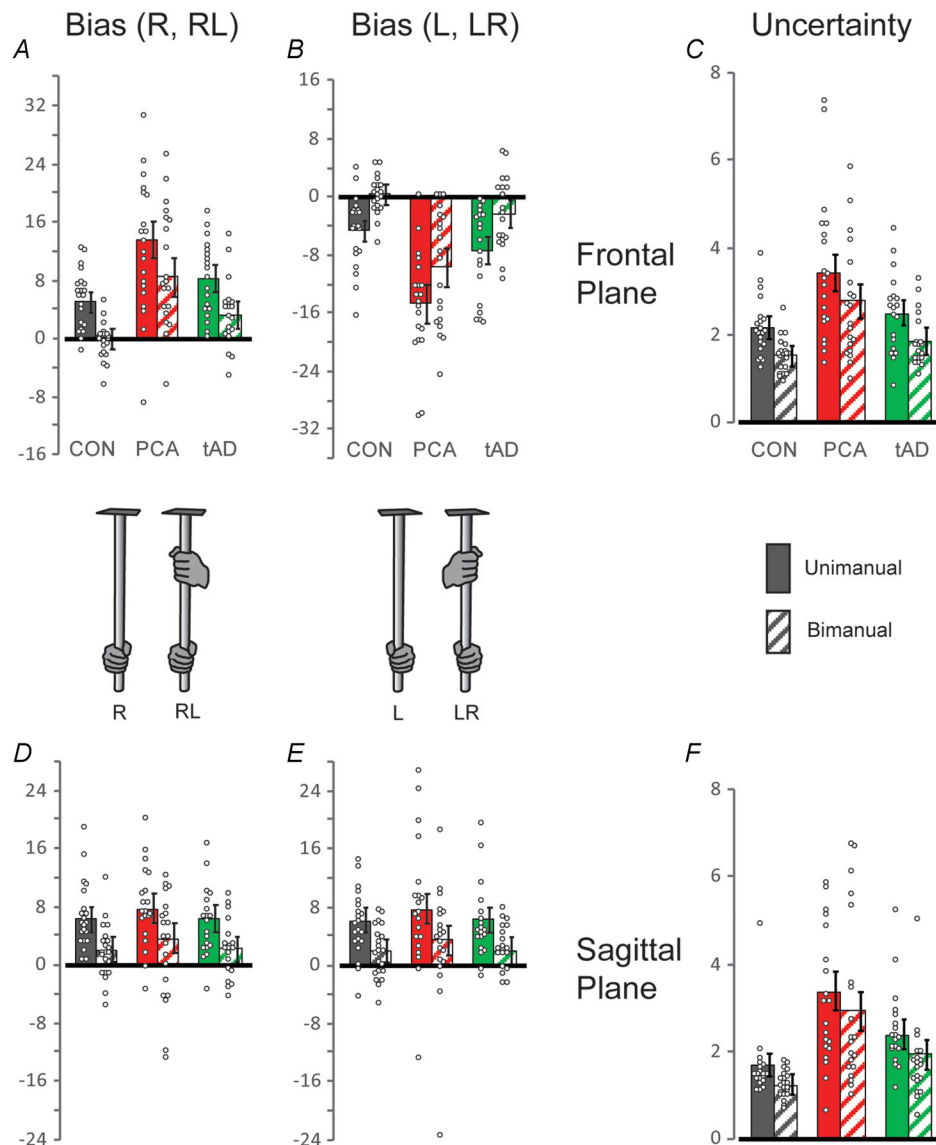 Bias (R, RL) Bias (L, LR) Uncertainty
A B C
32
24
16
8
0
-8
-16
CON PCA tAD
16
8
0
-8
-16
-24
-32
CON PCA tAD
Frontal
Plane
8
6
4
2
0
CON PCA tAD
R RL
L LR
Unimanual
Bimanual
D E F
24
16
8
0
-8
-16
-24
24
16
8
0
-8
-16
-24
Sagittal
Plane
8
6
4
2
0